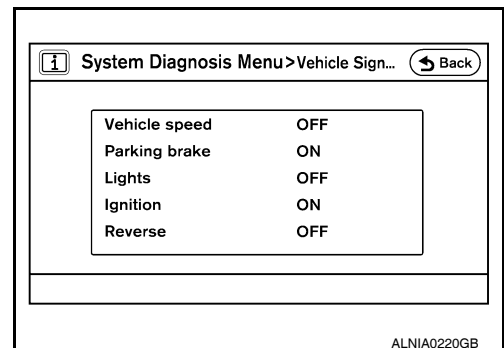 i System Diagnosis Menu>Vehicle Sign... Back
Vehicle speed OFF
Parking brake ON
Lights OFF
Ignition ON
Reverse OFF
ALNIA0220GB